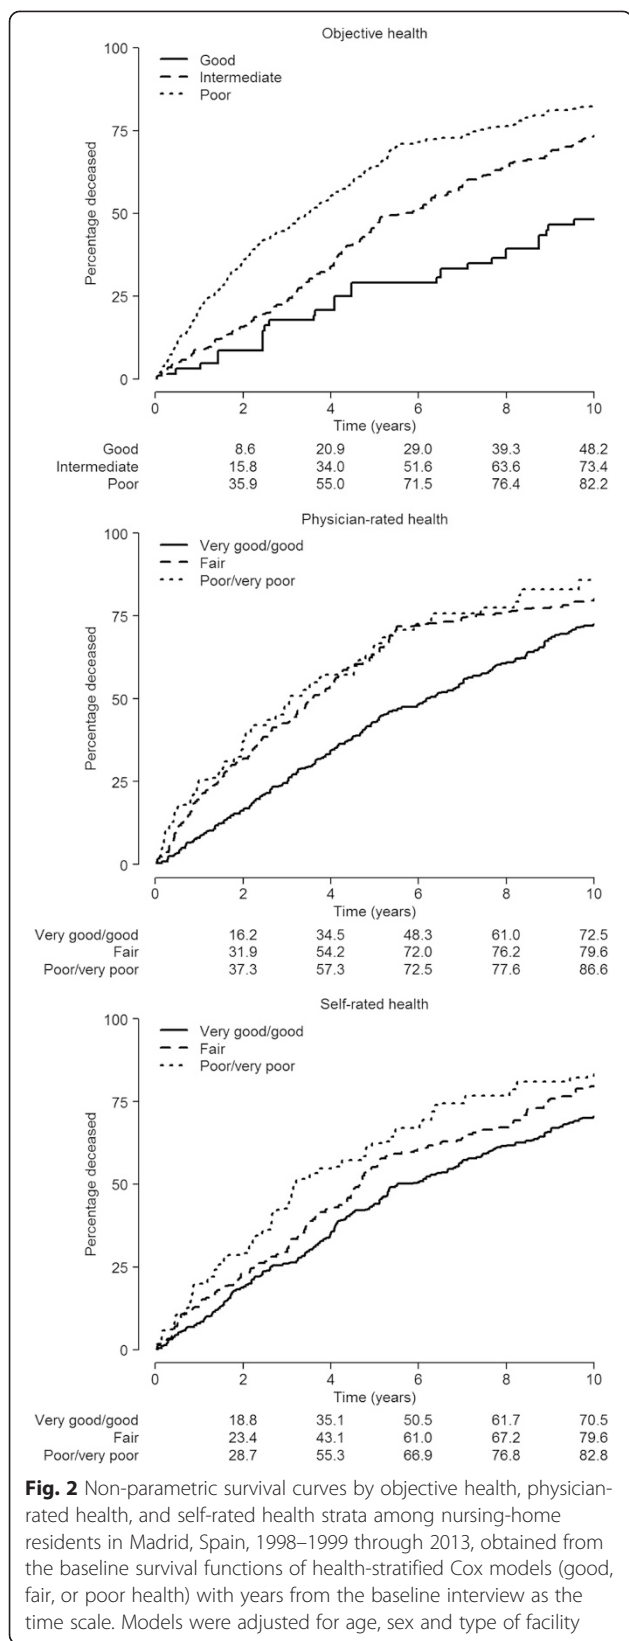 Objective health
100
75
50
25
0
Percentage deceased
Good
Intermediate
Poor
0 2 4 6 8 10
Time (years)
Good 8.6 20.9 29.0 39.3 48.2
Intermediate 15.8 34.0 51.6 63.6 73.4
Poor 35.9 55.0 71.5 76.4 82.2
Physician-rated health
100
75
50
25
0
Percentage deceased
Very good/good
Fair
Poor/very poor
0 2 4 6 8 10
Time (years)
Very good/good 16.2 34.5 48.3 61.0 72.5
Fair 31.9 54.2 72.0 76.2 79.6
Poor/very poor 37.3 57.3 72.5 77.6 86.6
Self-rated health
100
75
50
25
0
Percentage deceased
Very good/good
Fair
Poor/very poor
0 2 4 6 8 10
Time (years)
Very good/good 18.8 35.1 50.5 61.7 70.5
Fair 23.4 43.1 61.0 67.2 79.6
Poor/very poor 28.7 55.3 66.9 76.8 82.8
Fig. 2 Non-parametric survival curves by objective health, physician-
rated health, and self-rated health strata among nursing-home
residents in Madrid, Spain, 1998–1999 through 2013, obtained from
the baseline survival functions of health-stratified Cox models (good,
fair, or poor health) with years from the baseline interview as the
time scale. Models were adjusted for age, sex and type of facility